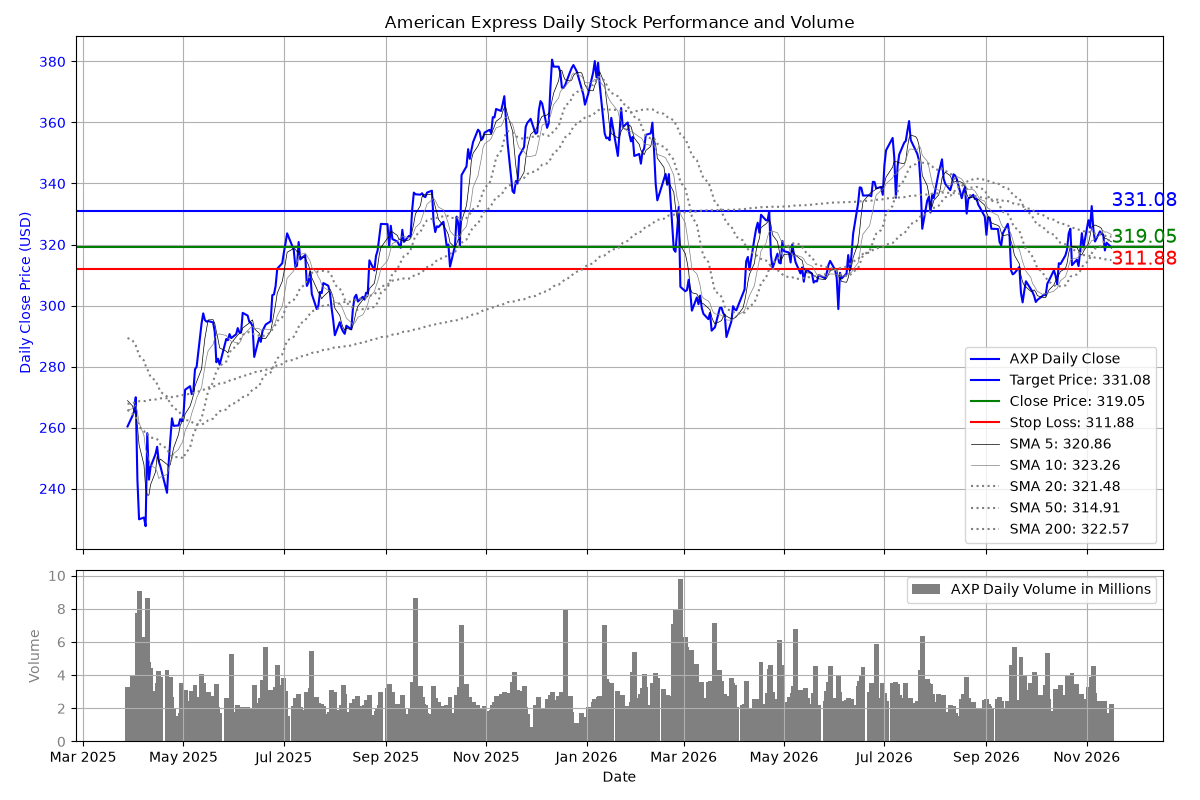 American Express Daily Stock Performance and Volume
380
360
340
320
300
280
260
240
Daily Close Price (USD)
331.08
319.05
311.88
AXP Daily Close
Target Price: 331.08
Close Price: 319.05
Stop Loss: 311.88
SMA 5: 320.86
SMA 10: 323.26
SMA 20: 321.48
SMA 50: 314.91
SMA 200: 322.57
10
8
6
4
2
0
Volume
AXP Daily Volume in Millions
Mar 2025 May 2025 Jul 2025 Sep 2025 Nov 2025 Jan 2026 Mar 2026 May 2026 Jul 2026 Sep 2026 Nov 2026
Date